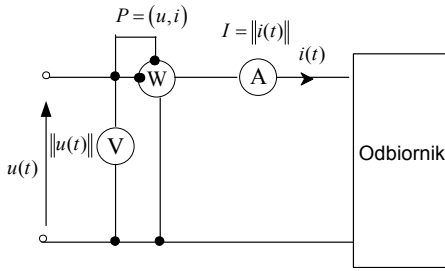 P = (u, i)
I = ||i(t)||
i(t)
W
A
||u(t)||
V
u(t)
Odbiornik